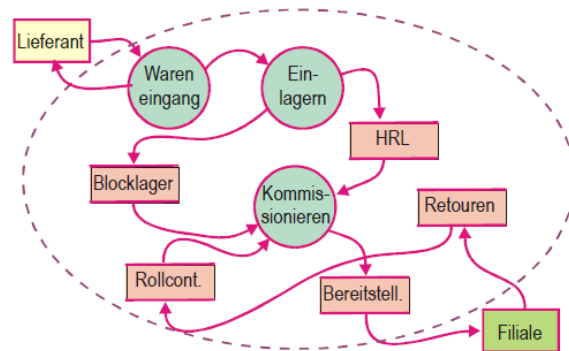 Lieferant
Waren
eingang
Ein-
lagern
HRL
Blocklager
Kommis-
sionieren
Retouren
Rollcont.
Bereitstell.
Filiale